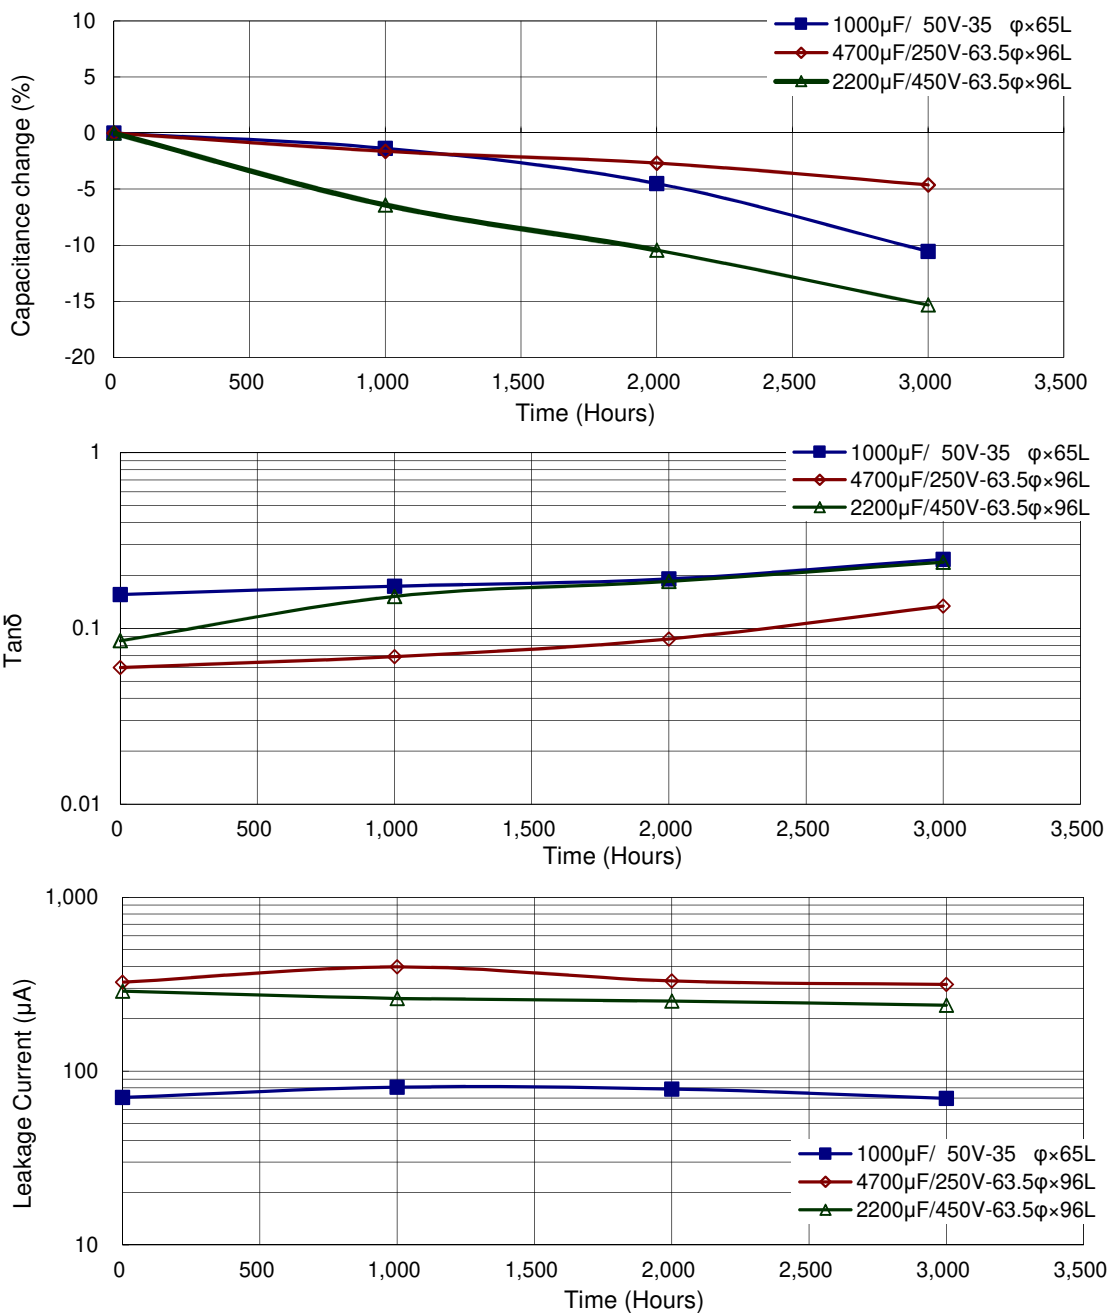 10
5
0
-5
-10
-15
-20
Capacitance change (%)
1000µF/ 50V-35 φ×65L
4700µF/250V-63.5φ×96L
2200µF/450V-63.5φ×96L
0 500 1,000 1,500 2,000 2,500 3,000 3,500
Time (Hours)
1
0.1
0.01
Tanδ
1000µF/ 50V-35 φ×65L
4700µF/250V-63.5φ×96L
2200µF/450V-63.5φ×96L
0 500 1,000 1,500 2,000 2,500 3,000 3,500
Time (Hours)
1,000
100
10
Leakage Current (µA)
1000µF/ 50V-35 φ×65L
4700µF/250V-63.5φ×96L
2200µF/450V-63.5φ×96L
0 500 1,000 1,500 2,000 2,500 3,000 3,500
Time (Hours)